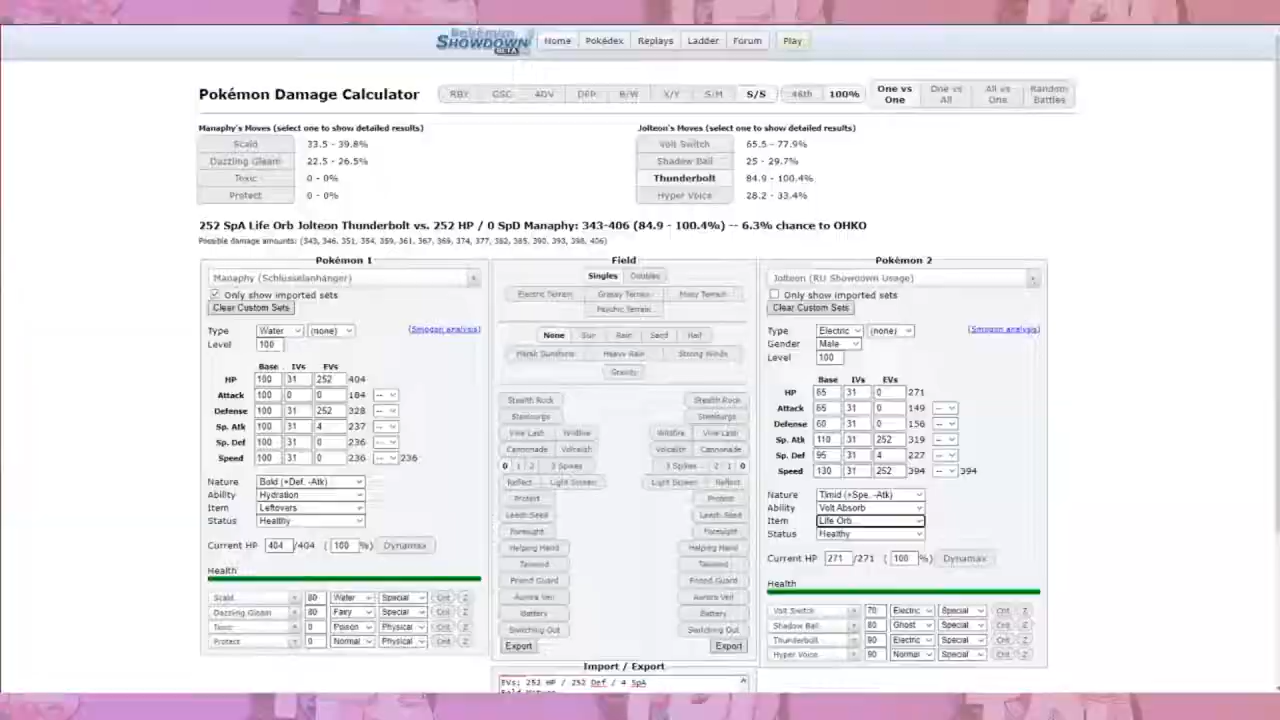 Pokémon
SHOWDOWN
BETA
Home Pokédex Replays Ladder Forum Play
Pokémon Damage Calculator
RBY GSC ADV DPP B/W X/Y S/M S/S 46th 100% One vs One One vs All All vs One Random Battles
Manaphy's Moves (select one to show detailed results)
Scald 33.5 - 39.8%
Dazzling Gleam 22.5 - 26.5%
Toxic 0 - 0%
Protect 0 - 0%
Jolteon's Moves (select one to show detailed results)
Volt Switch 65.5 - 77.9%
Shadow Ball 25 - 29.7%
Thunderbolt 84.9 - 100.4%
Hyper Voice 28.2 - 33.4%
252 SpA Life Orb Jolteon Thunderbolt vs. 252 HP / 0 SpD Manaphy: 343-406 (84.9 - 100.4%) -- 6.3% chance to OHKO
Possible damage amounts: (343, 346, 351, 354, 359, 361, 367, 369, 374, 377, 382, 385, 390, 393, 398, 406)
Pokémon 1
Manaphy (Schlüsselanhänger)
Only show imported sets
Clear Custom Sets
Type Water (none) (Smogon analysis)
Level 100
Base IVs EVs
HP 100 31 252 404
Attack 100 0 0 184 --
Defense 100 31 252 328 --
Sp. Atk 100 31 4 237 --
Sp. Def 100 31 0 236 --
Speed 100 31 0 236 -- 236
Nature Bold (+Def, -Atk)
Ability Hydration
Item Leftovers
Status Healthy
Current HP 404 /404 ( 100 %) Dynamax
Health
Scald 80 Water Special Crit Z
Dazzling Gleam 80 Fairy Special Crit Z
Toxic 0 Poison Physical Crit Z
Protect 0 Normal Physical Crit Z
Field
Singles Doubles
Electric Terrain Grassy Terrain Misty Terrain
Psychic Terrain
None Sun Rain Sand Hail
Harsh Sunshine Heavy Rain Strong Winds
Gravity
Stealth Rock Stealth Rock
Steelsurge Steelsurge
Vine Lash Wildfire Wildfire Vine Lash
Cannonade Volcalith Volcalith Cannonade
0 1 2 3 Spikes 3 Spikes 2 1 0
Reflect Light Screen Light Screen Reflect
Protect Protect
Leech Seed Leech Seed
Foresight Foresight
Helping Hand Helping Hand
Tailwind Tailwind
Friend Guard Friend Guard
Aurora Veil Aurora Veil
Battery Battery
Switching Out Switching Out
Export Export
Import / Export
EVs: 252 HP / 252 Def / 4 SpA
Bold Nature
Pokémon 2
Jolteon (RU Showdown Usage)
Only show imported sets
Clear Custom Sets
Type Electric (none) (Smogon analysis)
Gender Male
Level 100
Base IVs EVs
HP 65 31 0 271
Attack 65 31 0 149 --
Defense 60 31 0 156 --
Sp. Atk 110 31 252 319 --
Sp. Def 95 31 4 227 --
Speed 130 31 252 394 -- 394
Nature Timid (+Spe, -Atk)
Ability Volt Absorb
Item Life Orb
Status Healthy
Current HP 271 /271 ( 100 %) Dynamax
Health
Volt Switch 70 Electric Special Crit Z
Shadow Ball 80 Ghost Special Crit Z
Thunderbolt 90 Electric Special Crit Z
Hyper Voice 90 Normal Special Crit Z